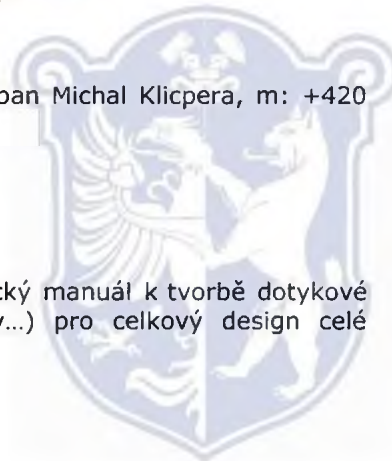 pan Michal Klicpera, m: +420
cký manuál k tvorbě dotykové
v...) pro celkový design celé